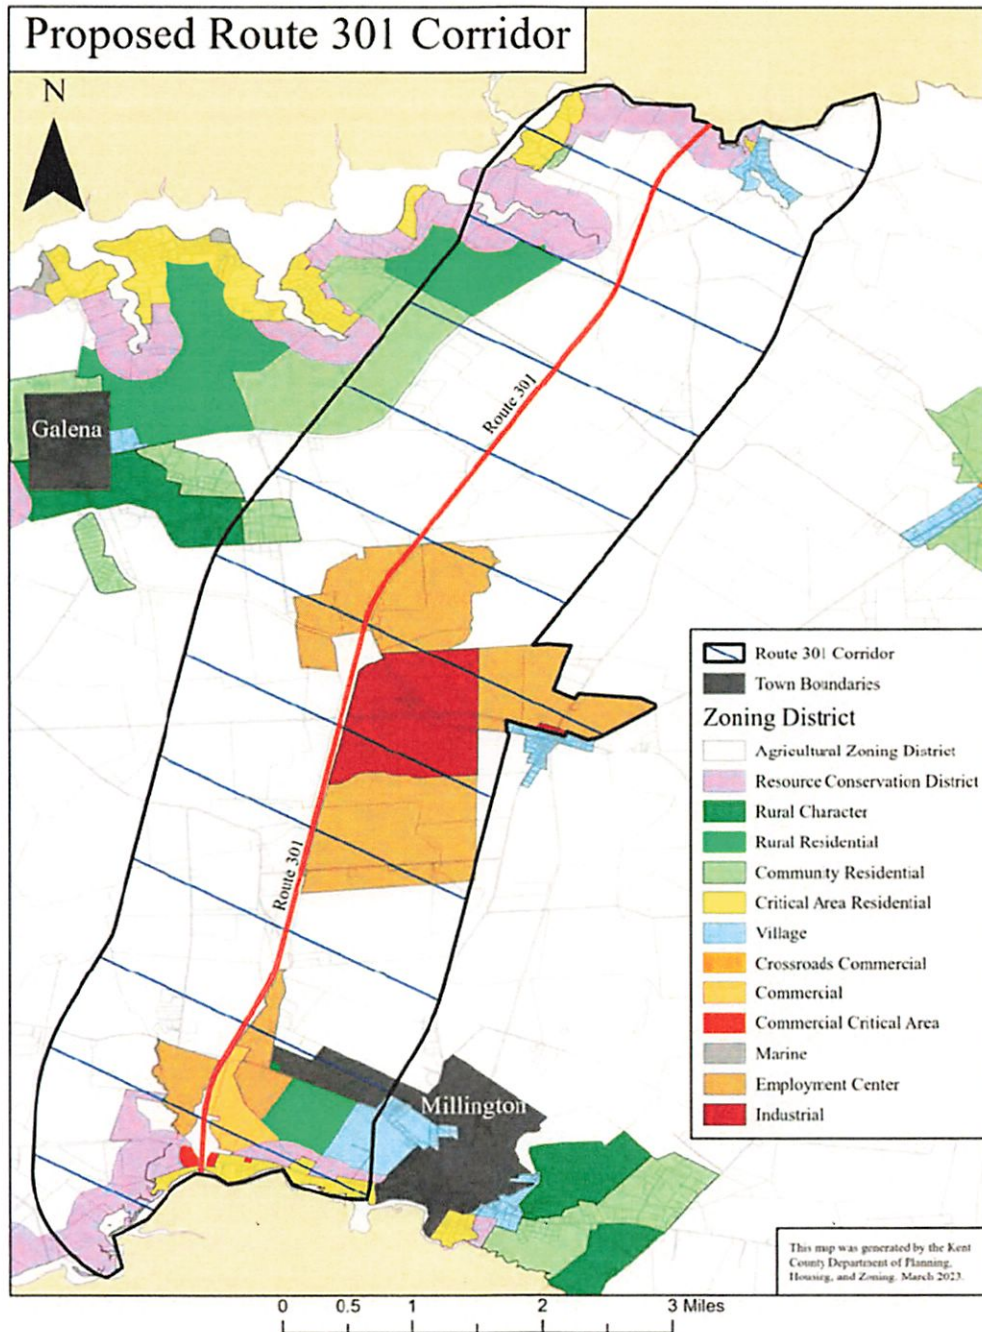 Proposed Route 301 Corridor
N
Galena
Route 301
Route 301
Millington
Route 301 Corridor
Town Boundaries
Zoning District
Agricultural Zoning District
Resource Conservation District
Rural Character
Rural Residential
Community Residential
Critical Area Residential
Village
Crossroads Commercial
Commercial
Commercial Critical Area
Marine
Employment Center
Industrial
This map was generated by the Kent
County Department of Planning,
Housing, and Zoning. March 2023.
0 0.5 1 2 3 Miles